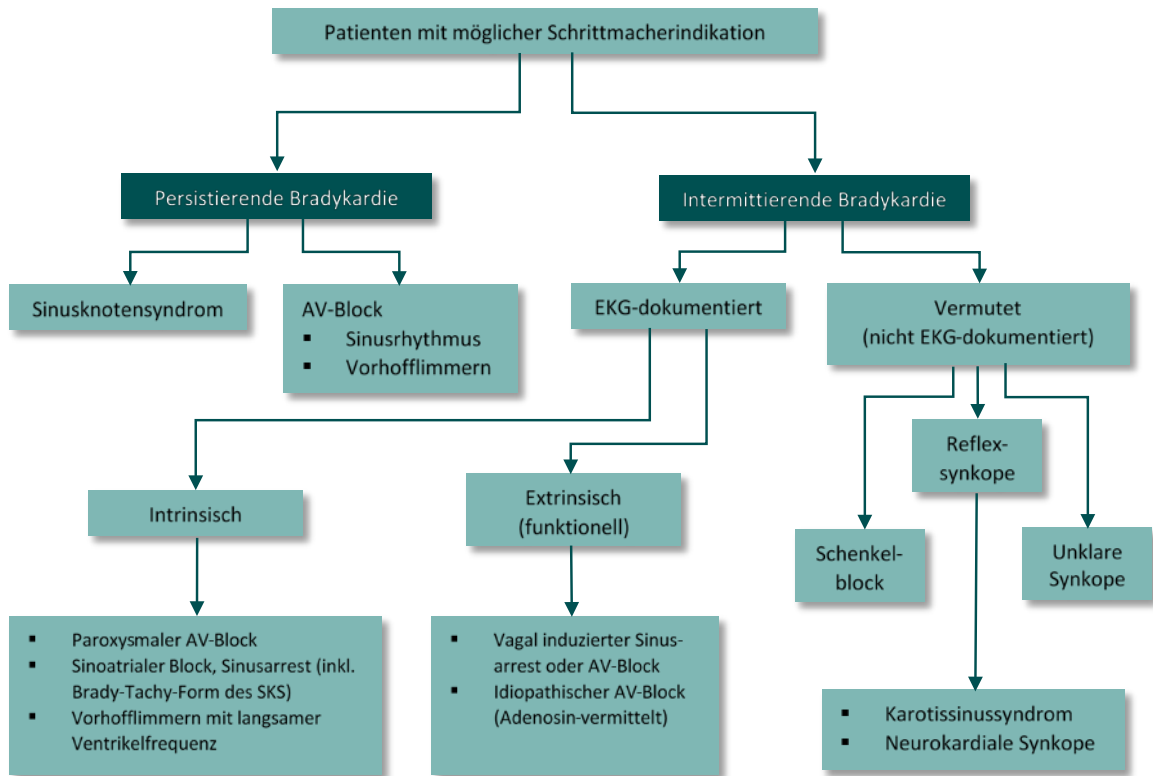 Patienten mit möglicher Schrittmacherindikation
Persistierende Bradykardie
Intermittierende Bradykardie
Sinusknotensyndrom
AV-Block
▪ Sinusrhythmus
▪ Vorhofflimmern
EKG-dokumentiert
Vermutet
(nicht EKG-dokumentiert)
Intrinsisch
Extrinsisch
(funktionell)
Schenkel-
block
Reflex-
synkope
Unklare
Synkope
▪ Paroxysmaler AV-Block
▪ Sinoatrialer Block, Sinusarrest (inkl.
Brady-Tachy-Form des SKS)
▪ Vorhofflimmern mit langsamer
Ventrikelfrequenz
▪ Vagal induzierter Sinus-
arrest oder AV-Block
▪ Idiopathischer AV-Block
(Adenosin-vermittelt)
▪ Karotissinussyndrom
▪ Neurokardiale Synkope